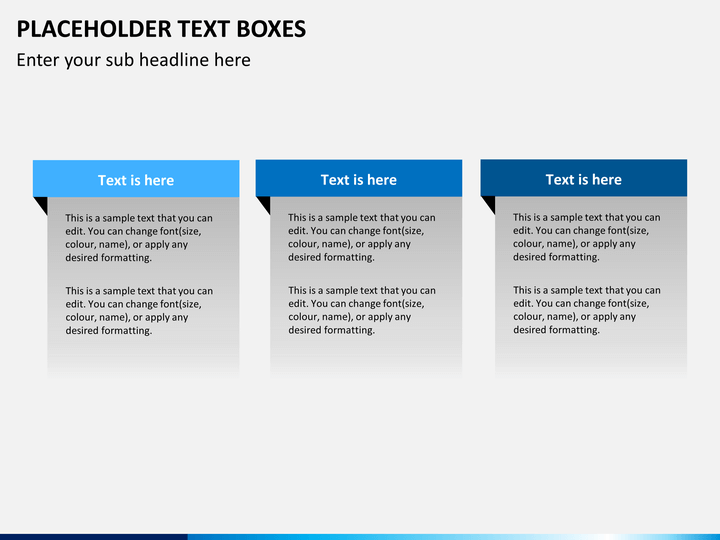 PLACEHOLDER TEXT BOXES
Enter your sub headline here
Text is here
This is a sample text that you can
edit. You can change font(size,
colour, name), or apply any
desired formatting.
This is a sample text that you can
edit. You can change font(size,
colour, name), or apply any
desired formatting.
Text is here
This is a sample text that you can
edit. You can change font(size,
colour, name), or apply any
desired formatting.
This is a sample text that you can
edit. You can change font(size,
colour, name), or apply any
desired formatting.
Text is here
This is a sample text that you can
edit. You can change font(size,
colour, name), or apply any
desired formatting.
This is a sample text that you can
edit. You can change font(size,
colour, name), or apply any
desired formatting.